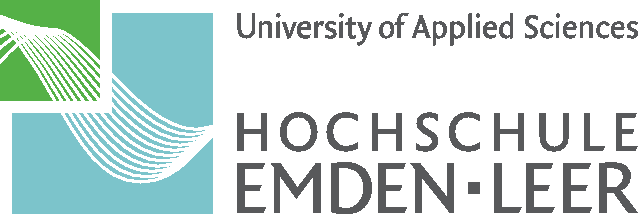 University of Applied Sciences
HOCHSCHULE
EMDEN▪LEER